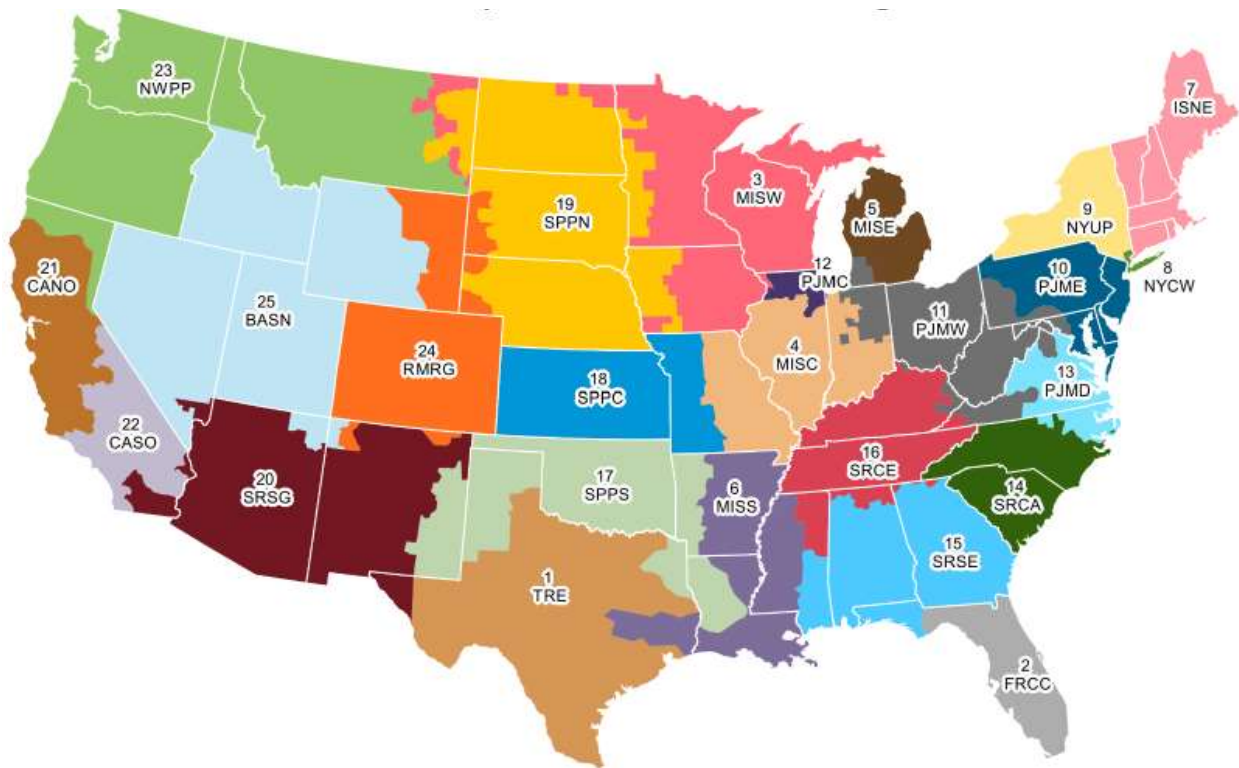 23
NWPP
7
ISNE
3
MISW
19
SPPN
5
MISE
9
NYUP
21
CANO
12
PJMC
10
PJME
8
NYCW
25
BASN
11
PJMW
24
RMRG
4
MISC
18
SPPC
13
PJMD
22
CASO
16
SRCE
20
SRSG
17
SPPS
6
MISS
14
SRCA
15
SRSE
1
TRE
2
FRCC